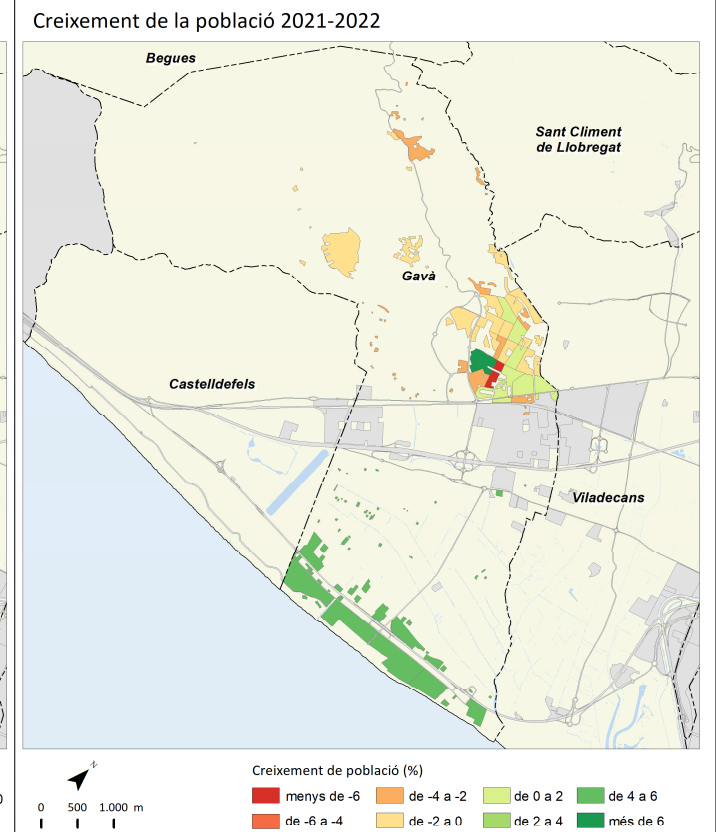 Creixement de la població 2021-2022
Begues
Sant Climent
de Llobregat
Gavà
Castelldefels
Viladecans
N
0 500 1.000 m
Creixement de població (%)
menys de -6
de -4 a -2
de 0 a 2
de 4 a 6
de -6 a -4
de -2 a 0
de 2 a 4
més de 6